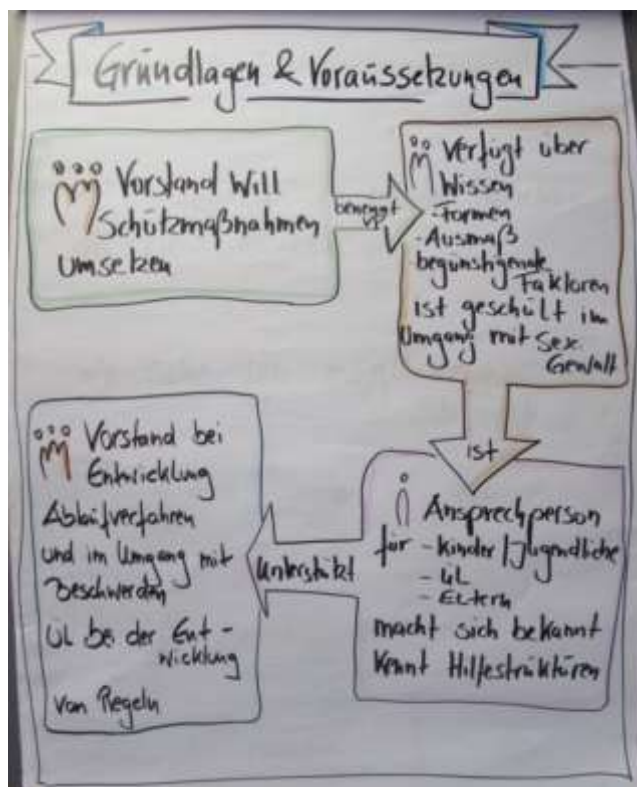 Grundlagen & Voraussetzungen
Vorstand Will
Schutzmaßnahmen
umsetzen
Verfügt über
Wissen
-Formen
-Ausmaß
begünstigende
Faktoren
ist geschult im
Umgang mit Sex.
Gewalt
ist
Ansprechperson
für - Kinder / Jugendliche
- ÜL
- Eltern
macht sich bekannt
kennt Hilfestrukturen
Unterstützt
Vorstand bei
Entwicklung
Ablaufverfahren
und im Umgang mit
Beschwerden
ÜL bei der Ent-
wicklung
von Regeln